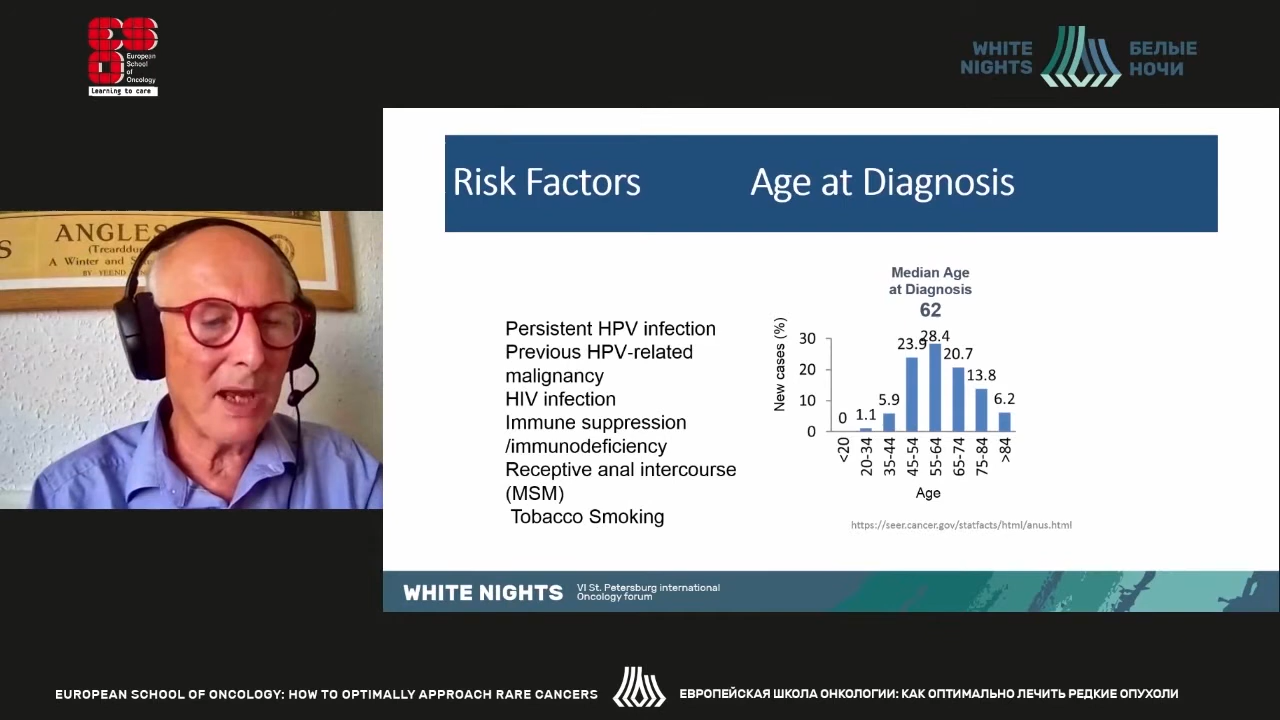 European
School
of
Oncology
Learning to care
WHITE
NIGHTS
БЕЛЫЕ
НОЧИ
Risk Factors
Age at Diagnosis
ANGLES
(Trearddur
A Winter and
BY
S
Persistent HPV infection
Previous HPV-related
malignancy
HIV infection
Immune suppression
/immunodeficiency
Receptive anal intercourse
(MSM)
Tobacco Smoking
Median Age
at Diagnosis
62
New cases (%)
30
20
10
0
0
1.1
5.9
23.9
28.4
20.7
13.8
6.2
<20
20-34
35-44
45-54
55-64
65-74
75-84
>84
Age
https://seer.cancer.gov/statfacts/html/anus.html
WHITE NIGHTS
VI St. Petersburg international
Oncology forum
EUROPEAN SCHOOL OF ONCOLOGY: HOW TO OPTIMALLY APPROACH RARE CANCERS
ЕВРОПЕЙСКАЯ ШКОЛА ОНКОЛОГИИ: КАК ОПТИМАЛЬНО ЛЕЧИТЬ РЕДКИЕ ОПУХОЛИ